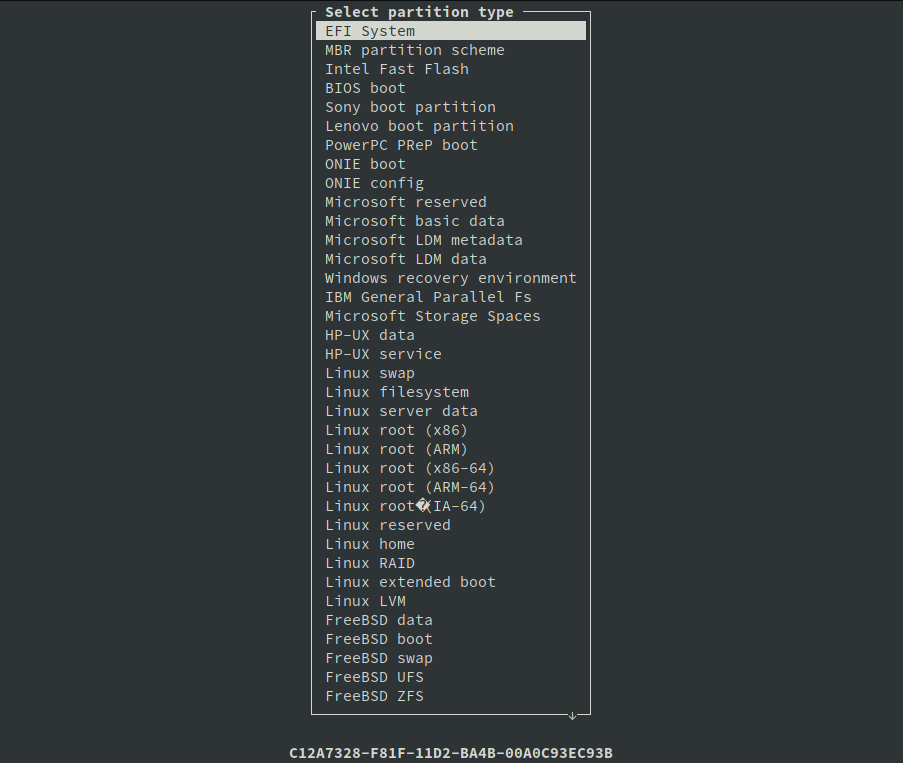 Select partition type
EFI System
MBR partition scheme
Intel Fast Flash
BIOS boot
Sony boot partition
Lenovo boot partition
PowerPC PReP boot
ONIE boot
ONIE config
Microsoft reserved
Microsoft basic data
Microsoft LDM metadata
Microsoft LDM data
Windows recovery environment
IBM General Parallel Fs
Microsoft Storage Spaces
HP-UX data
HP-UX service
Linux swap
Linux filesystem
Linux server data
Linux root (x86)
Linux root (ARM)
Linux root (x86-64)
Linux root (ARM-64)
Linux root�(IA-64)
Linux reserved
Linux home
Linux RAID
Linux extended boot
Linux LVM
FreeBSD data
FreeBSD boot
FreeBSD swap
FreeBSD UFS
FreeBSD ZFS
↓
C12A7328-F81F-11D2-BA4B-00A0C93EC93B